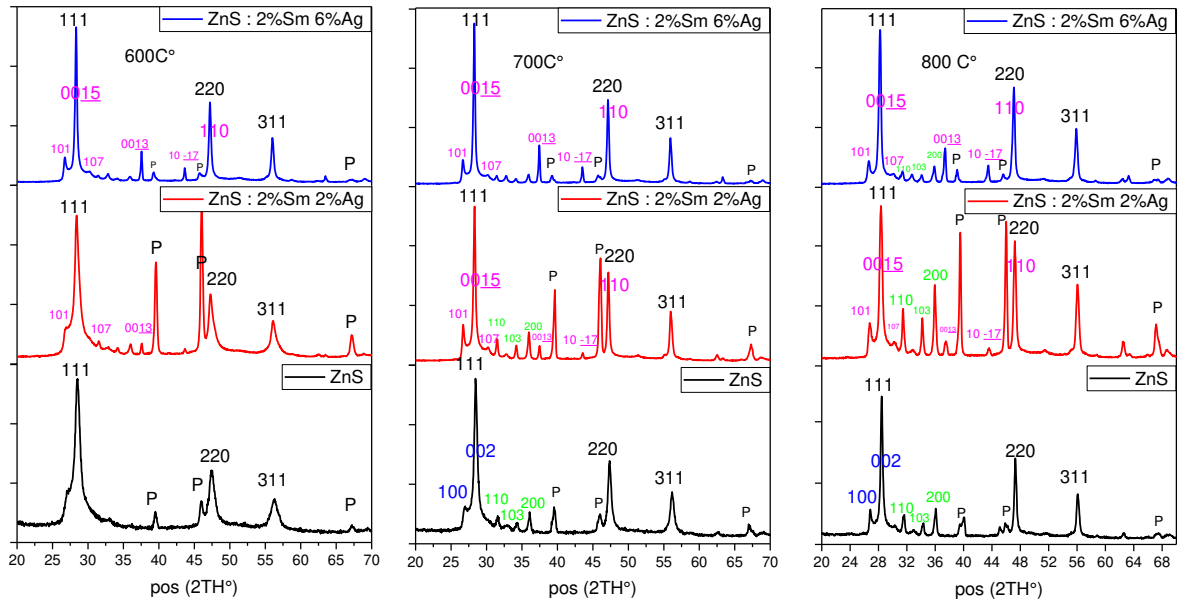 111
ZnS : 2%Sm 6%Ag
600C°
0015
220
110
311
101
107
0013
P
10 -17
P
P
111
ZnS : 2%Sm 2%Ag
P
P
220
311
101
107
0013
P
111
ZnS
220
311
P
P
P
20 25 30 35 40 45 50 55 60 65 70
pos (2TH°)
111
ZnS : 2%Sm 6%Ag
700C°
0015
220
110
311
101
107
0013
P
10 -17
P
P
111
ZnS : 2%Sm 2%Ag
P
P
220
0015
110
311
101
107
110
103
200
0013
10 -17
P
111
ZnS
002
220
311
100
110
103
200
P
P
P
20 25 30 35 40 45 50 55 60 65 70
pos (2TH°)
111
ZnS : 2%Sm 6%Ag
800 C°
220
0015
110
311
101
107
110
103
200
0013
P
10 -17
P
P
111
ZnS : 2%Sm 2%Ag
P
P
220
0015
110
311
101
107
110
103
200
0013
10 -17
P
111
ZnS
002
220
311
100
110
103
200
P
P
P
20 24 28 32 36 40 44 48 52 56 60 64 68
pos (2TH°)